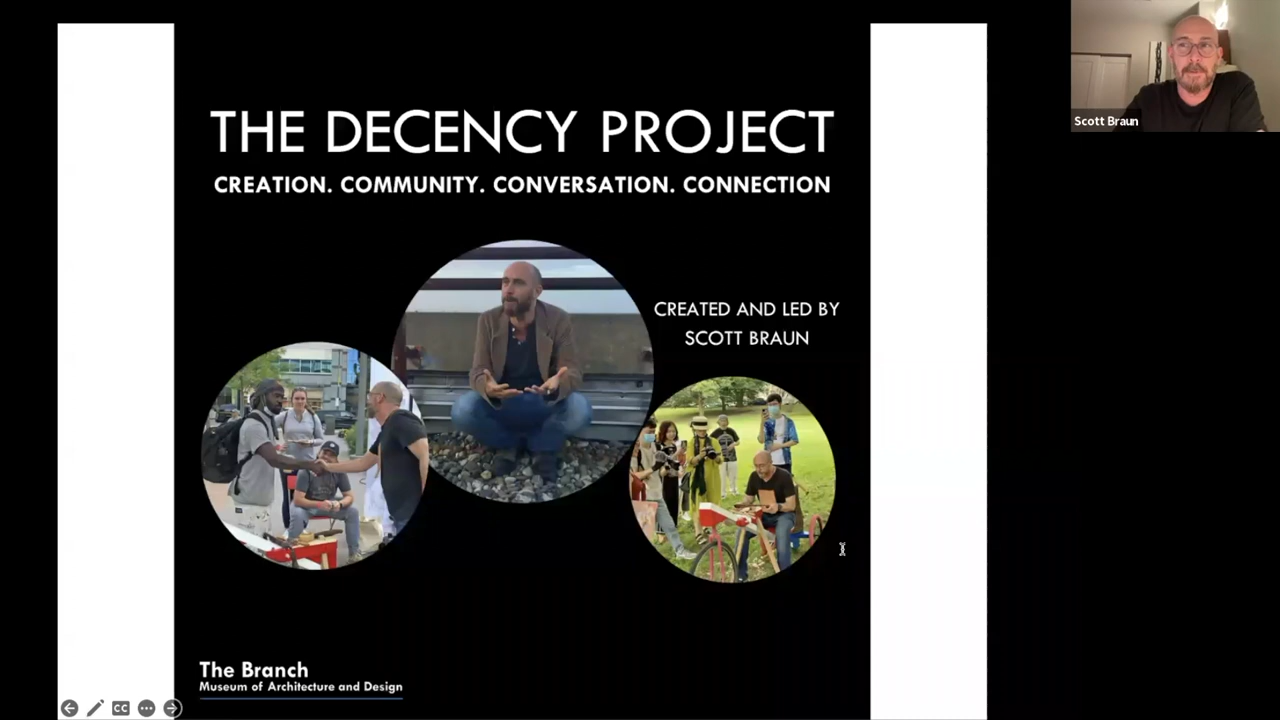 THE DECENCY PROJECT
CREATION. COMMUNITY. CONVERSATION. CONNECTION
CREATED AND LED BY
SCOTT BRAUN
The Branch
Museum of Architecture and Design
CC
Scott Braun